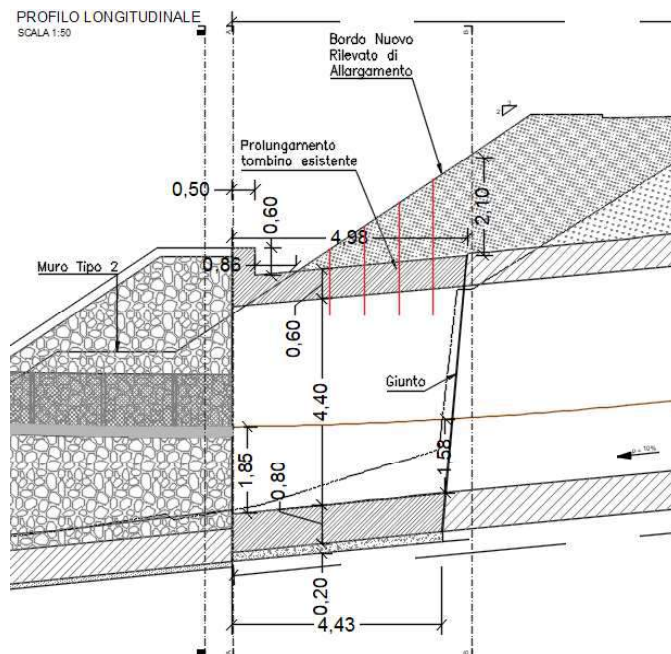 PROFILO LONGITUDINALE
SCALA 1:50
Bordo Nuovo
Rilevato di
Allargamento
Prolungamento
tombino esistente
0,50
0,60
4,98
2,10
0,86
Muro Tipo 2
0,60
4,40
Giunto
1,85
0,80
1,58
p = 10%
0,20
4,43